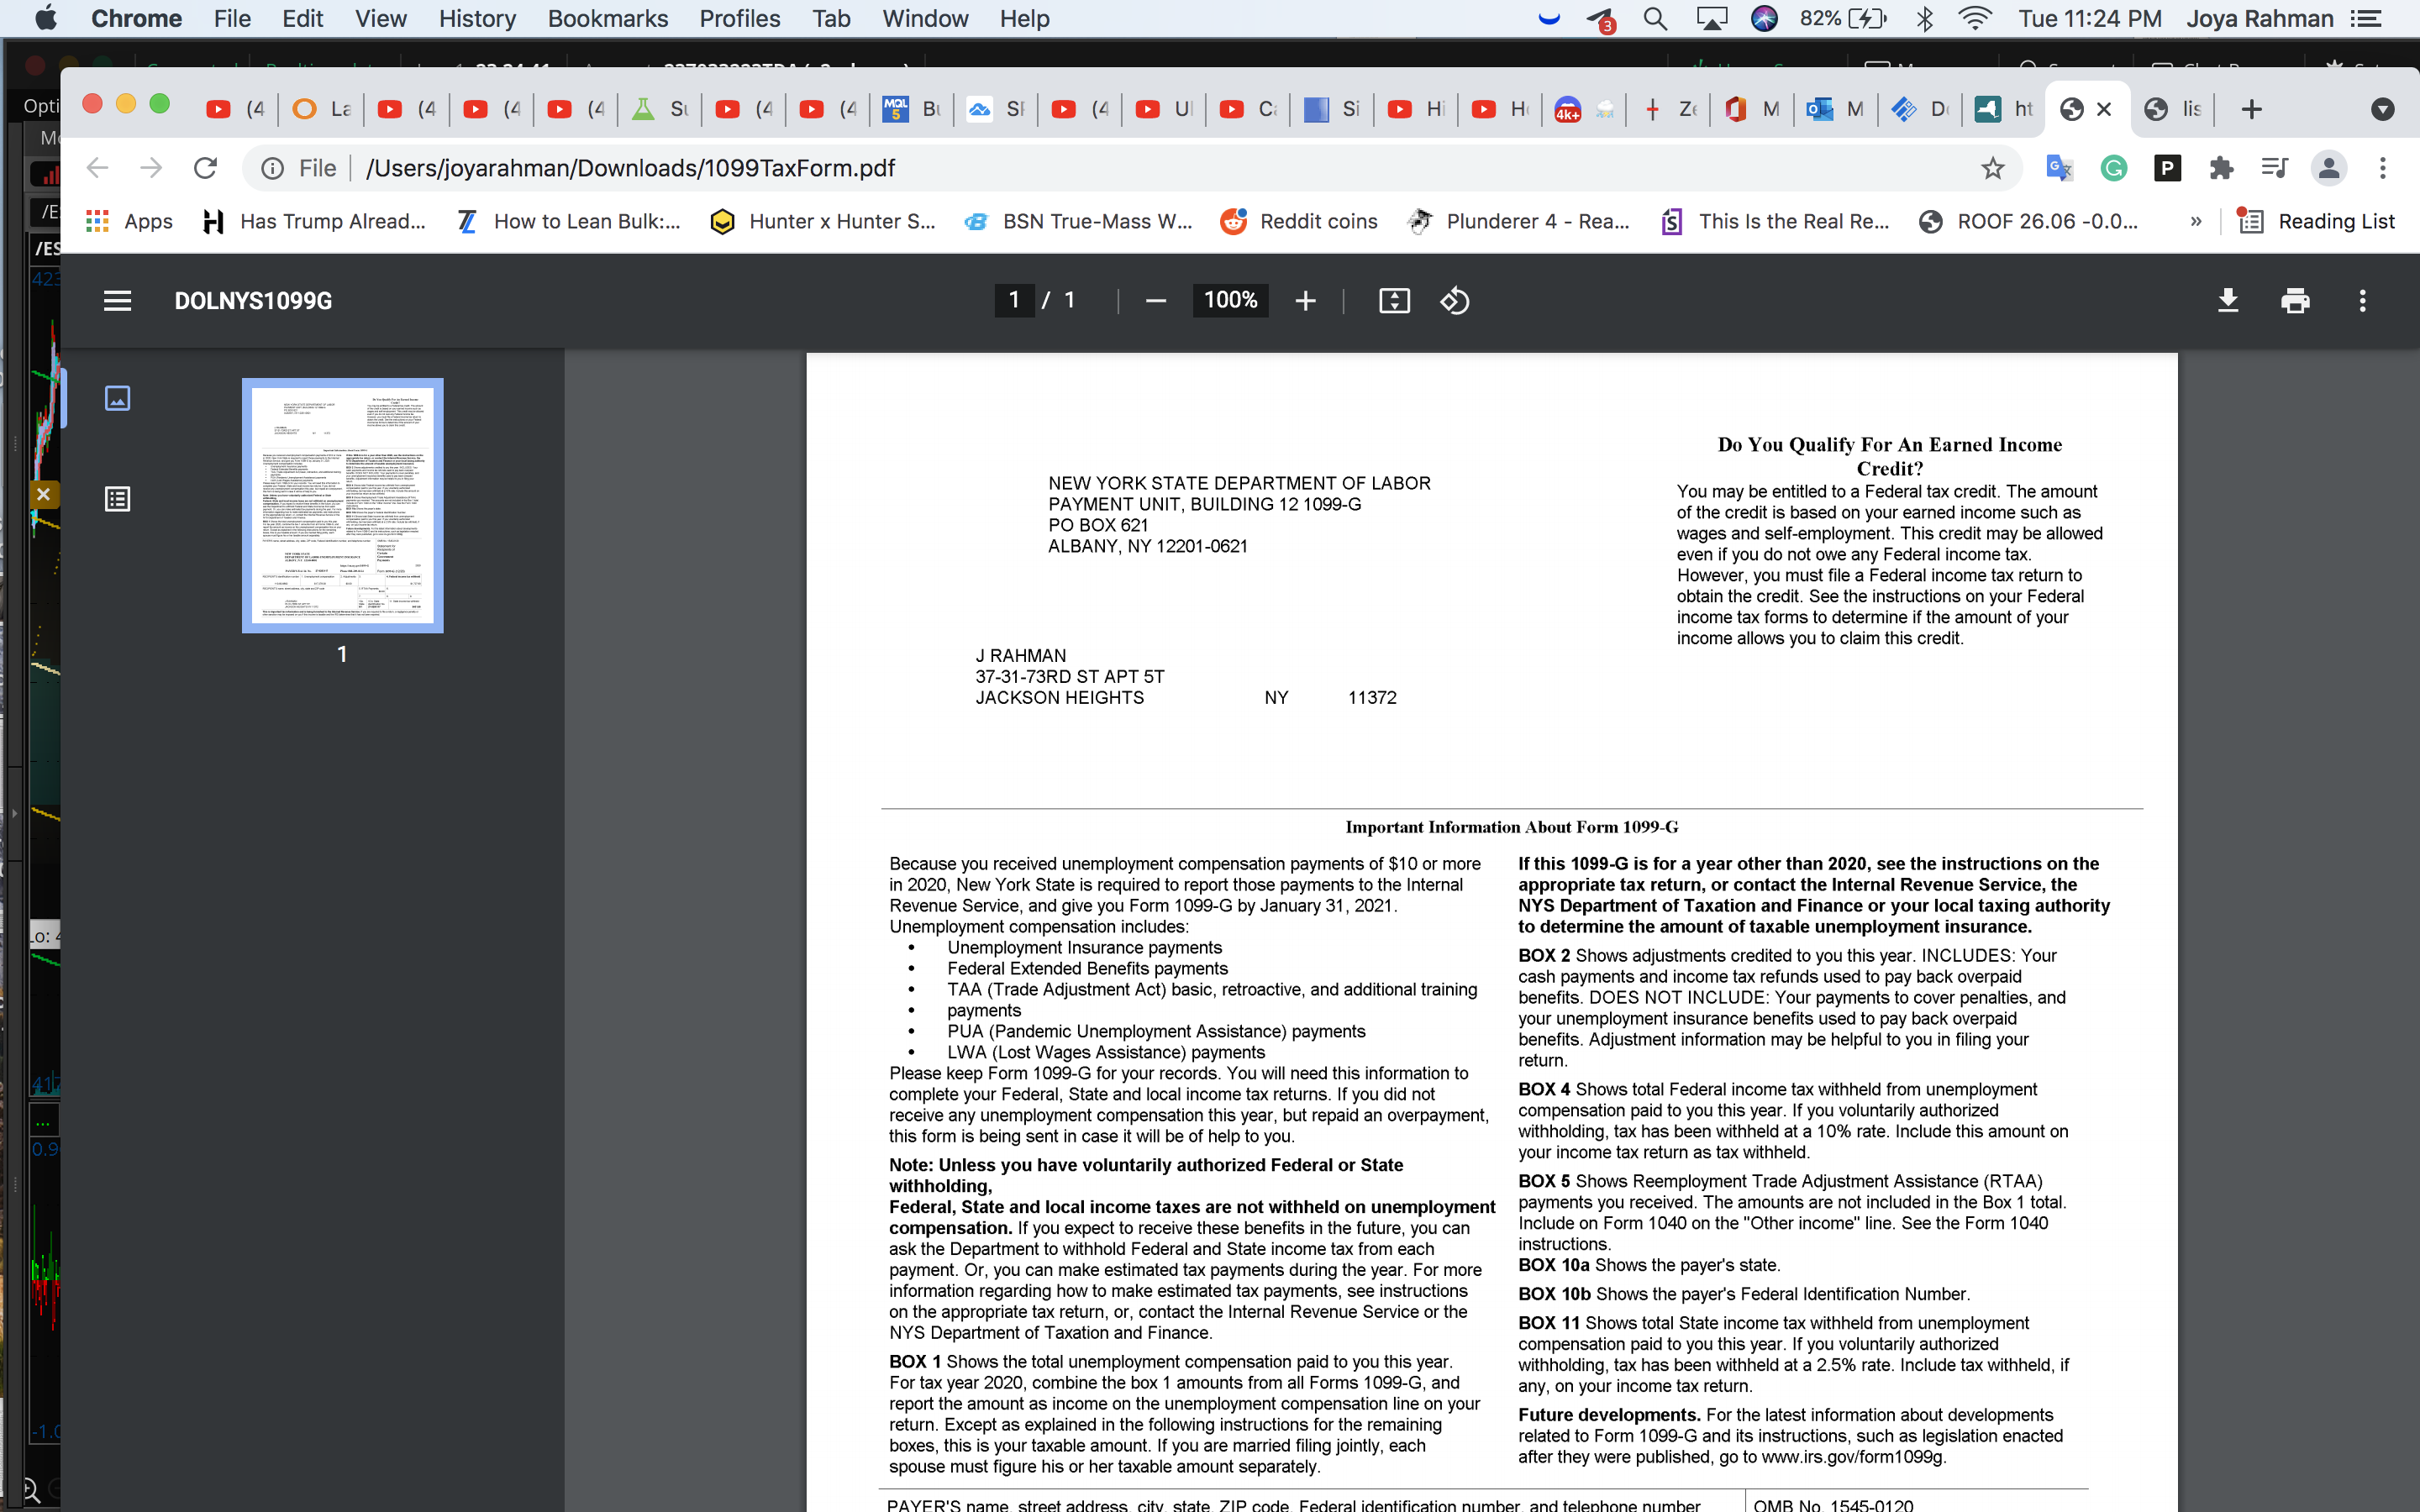 Chrome File Edit View History Bookmarks Profiles Tab Window Help
3 82% Tue 11:24 PM Joya Rahman
Opti
(4 La (4 (4 (4 Su (4 (4 MQL 5 Bu SF (4 Ul Ca Si Hi Ho 4k+ Ze M M Do ht lis
File /Users/joyarahman/Downloads/1099TaxForm.pdf
Apps Has Trump Alread... How to Lean Bulk:... Hunter x Hunter S... BSN True-Mass W... Reddit coins Plunderer 4 - Rea... This Is the Real Re... ROOF 26.06 -0.0... » Reading List
/ES
DOLNYS1099G 1 / 1 100%
1
NEW YORK STATE DEPARTMENT OF LABOR
PAYMENT UNIT, BUILDING 12 1099-G
PO BOX 621
ALBANY, NY 12201-0621
Do You Qualify For An Earned Income
Credit?
You may be entitled to a Federal tax credit. The amount
of the credit is based on your earned income such as
wages and self-employment. This credit may be allowed
even if you do not owe any Federal income tax.
However, you must file a Federal income tax return to
obtain the credit. See the instructions on your Federal
income tax forms to determine if the amount of your
income allows you to claim this credit.
J RAHMAN
37-31-73RD ST APT 5T
JACKSON HEIGHTS NY 11372
Important Information About Form 1099-G
Because you received unemployment compensation payments of $10 or more
in 2020, New York State is required to report those payments to the Internal
Revenue Service, and give you Form 1099-G by January 31, 2021.
Unemployment compensation includes:
• Unemployment Insurance payments
• Federal Extended Benefits payments
• TAA (Trade Adjustment Act) basic, retroactive, and additional training
• payments
• PUA (Pandemic Unemployment Assistance) payments
• LWA (Lost Wages Assistance) payments
Please keep Form 1099-G for your records. You will need this information to
complete your Federal, State and local income tax returns. If you did not
receive any unemployment compensation this year, but repaid an overpayment,
this form is being sent in case it will be of help to you.
Note: Unless you have voluntarily authorized Federal or State
withholding,
Federal, State and local income taxes are not withheld on unemployment
compensation. If you expect to receive these benefits in the future, you can
ask the Department to withhold Federal and State income tax from each
payment. Or, you can make estimated tax payments during the year. For more
information regarding how to make estimated tax payments, see instructions
on the appropriate tax return, or, contact the Internal Revenue Service or the
NYS Department of Taxation and Finance.
BOX 1 Shows the total unemployment compensation paid to you this year.
For tax year 2020, combine the box 1 amounts from all Forms 1099-G, and
report the amount as income on the unemployment compensation line on your
return. Except as explained in the following instructions for the remaining
boxes, this is your taxable amount. If you are married filing jointly, each
spouse must figure his or her taxable amount separately.
If this 1099-G is for a year other than 2020, see the instructions on the
appropriate tax return, or contact the Internal Revenue Service, the
NYS Department of Taxation and Finance or your local taxing authority
to determine the amount of taxable unemployment insurance.
BOX 2 Shows adjustments credited to you this year. INCLUDES: Your
cash payments and income tax refunds used to pay back overpaid
benefits. DOES NOT INCLUDE: Your payments to cover penalties, and
your unemployment insurance benefits used to pay back overpaid
benefits. Adjustment information may be helpful to you in filing your
return.
BOX 4 Shows total Federal income tax withheld from unemployment
compensation paid to you this year. If you voluntarily authorized
withholding, tax has been withheld at a 10% rate. Include this amount on
your income tax return as tax withheld.
BOX 5 Shows Reemployment Trade Adjustment Assistance (RTAA)
payments you received. The amounts are not included in the Box 1 total.
Include on Form 1040 on the "Other income" line. See the Form 1040
instructions.
BOX 10a Shows the payer's state.
BOX 10b Shows the payer's Federal Identification Number.
BOX 11 Shows total State income tax withheld from unemployment
compensation paid to you this year. If you voluntarily authorized
withholding, tax has been withheld at a 2.5% rate. Include tax withheld, if
any, on your income tax return.
Future developments. For the latest information about developments
related to Form 1099-G and its instructions, such as legislation enacted
after they were published, go to www.irs.gov/form1099g.
PAYER'S name, street address, city, state, ZIP code, Federal identification number, and telephone number
OMB No. 1545-0120